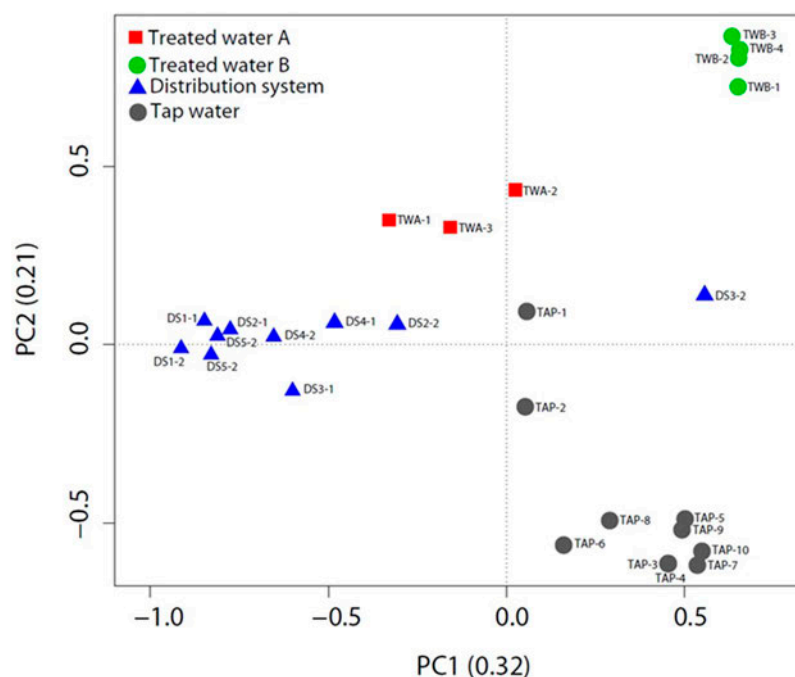 Treated water A
Treated water B
Distribution system
Tap water
TWB-3
TWB-4
TWB-2
TWB-1
TWA-2
TWA-1
TWA-3
DS3-2
TAP-1
DS1-1
DS2-1
DS4-1
DS2-2
DS5-2
DS4-2
DS1-2
DS5-2
DS3-1
TAP-2
TAP-8
TAP-5
TAP-9
TAP-6
TAP-10
TAP-3
TAP-7
TAP-4
PC2 (0.21)
0.5
0.0
−0.5
−1.0
−0.5
0.0
0.5
PC1 (0.32)